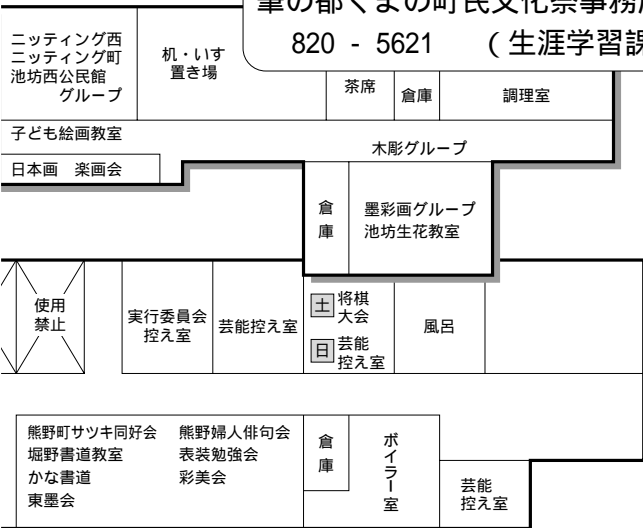 筆の都くまの町民文化祭事務局
820 - 5621 (生涯学習課
ニッティング西
ニッティング町
池坊西公民館
グループ
机・いす
置き場
茶席
倉庫
調理室
子ども絵画教室
木彫グループ
日本画 楽画会
倉庫
墨彩画グループ
池坊生花教室
使用
禁止
実行委員会
控え室
芸能控え室
土 将棋
大会
日 芸能
控え室
風呂
熊野町サツキ同好会 熊野婦人俳句会
堀野書道教室 表装勉強会
かな書道 彩美会
東墨会
倉庫
ボイラー室
芸能
控え室